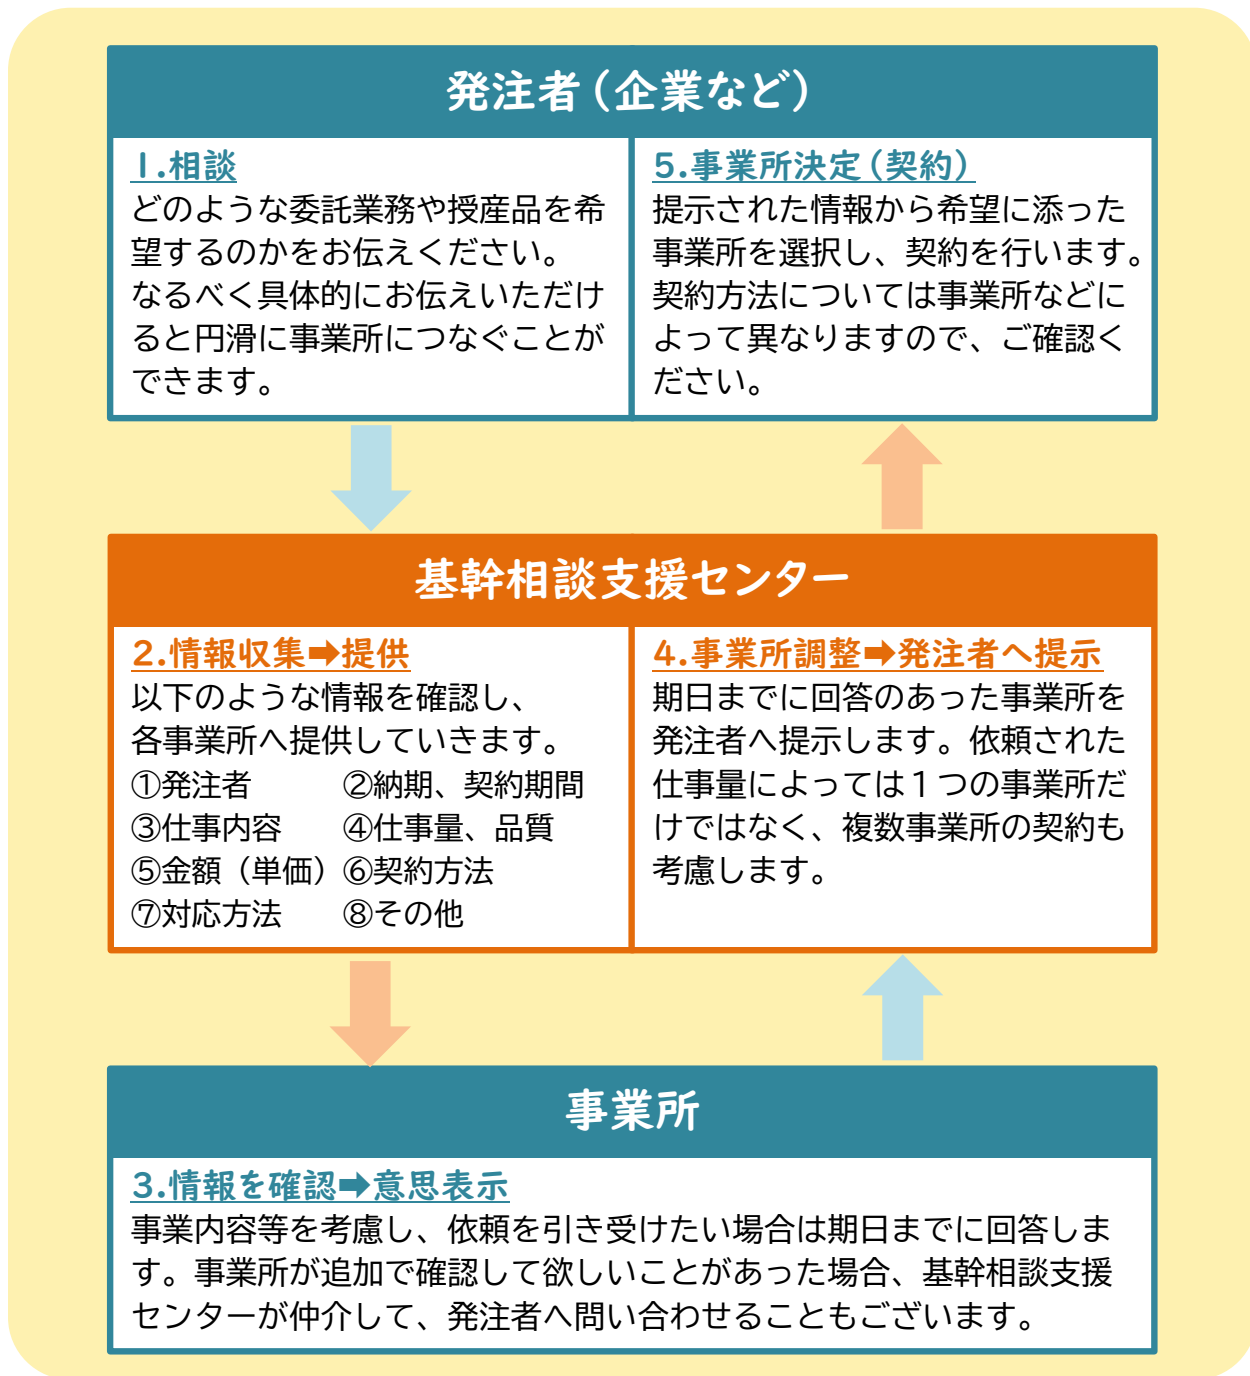 発注者（企業など）
1.相談
どのような委託業務や授産品を希
望するのかをお伝えください。
なるべく具体的にお伝えいただけ
ると円滑に事業所につなぐことが
できます。
5.事業所決定（契約）
提示された情報から希望に添った
事業所を選択し、契約を行います。
契約方法については事業所などに
よって異なりますので、ご確認く
ださい。
基幹相談支援センター
2.情報収集➡提供
以下のような情報を確認し、
各事業所へ提供していきます。
①発注者　②納期、契約期間
③仕事内容　④仕事量、品質
⑤金額（単価）⑥契約方法
⑦対応方法　⑧その他
4.事業所調整➡発注者へ提示
期日までに回答のあった事業所を
発注者へ提示します。依頼された
仕事量によっては１つの事業所だ
けではなく、複数事業所の契約も
考慮します。
事業所
3.情報を確認➡意思表示
事業内容等を考慮し、依頼を引き受けたい場合は期日までに回答しま
す。事業所が追加で確認して欲しいことがあった場合、基幹相談支援
センターが仲介して、発注者へ問い合わせることもございます。